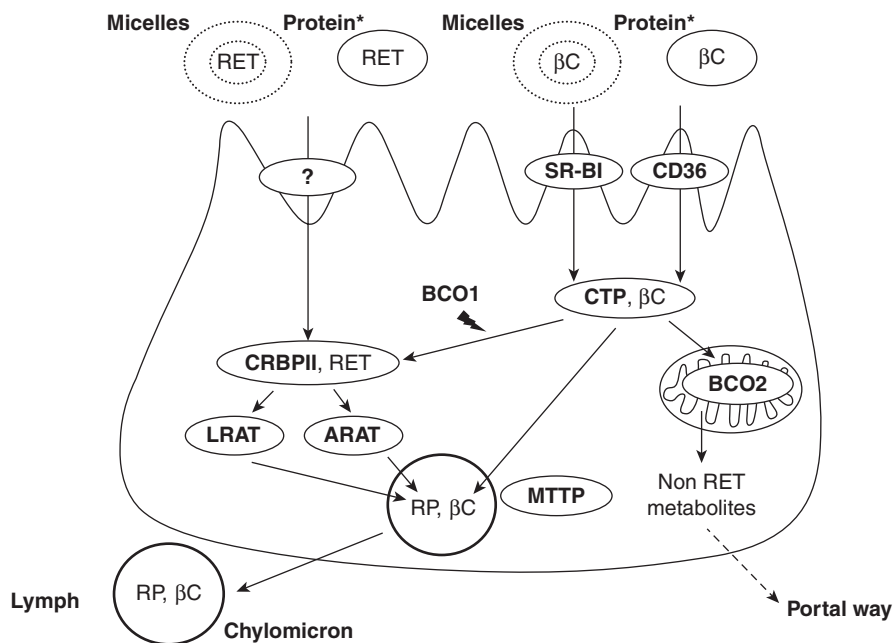 Micelles Protein* Micelles Protein*
RET RET βC βC
? SR-BI CD36
BCO1 CTP, βC
CRBPII, RET
BCO2
LRAT ARAT
RP, βC MTTP Non RET
metabolites
Lymph RP, βC Portal way
Chylomicron